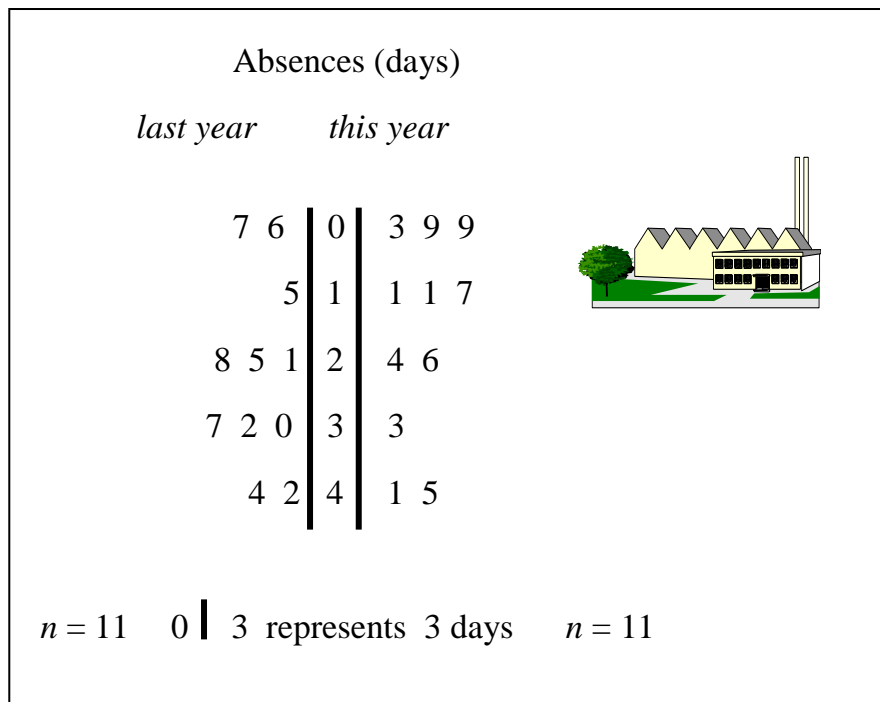 Absences (days)
last year this year
7 6 0 3 9 9
5 1 1 1 7
8 5 1 2 4 6
7 2 0 3 3
4 2 4 1 5
n = 11 0 | 3 represents 3 days n = 11